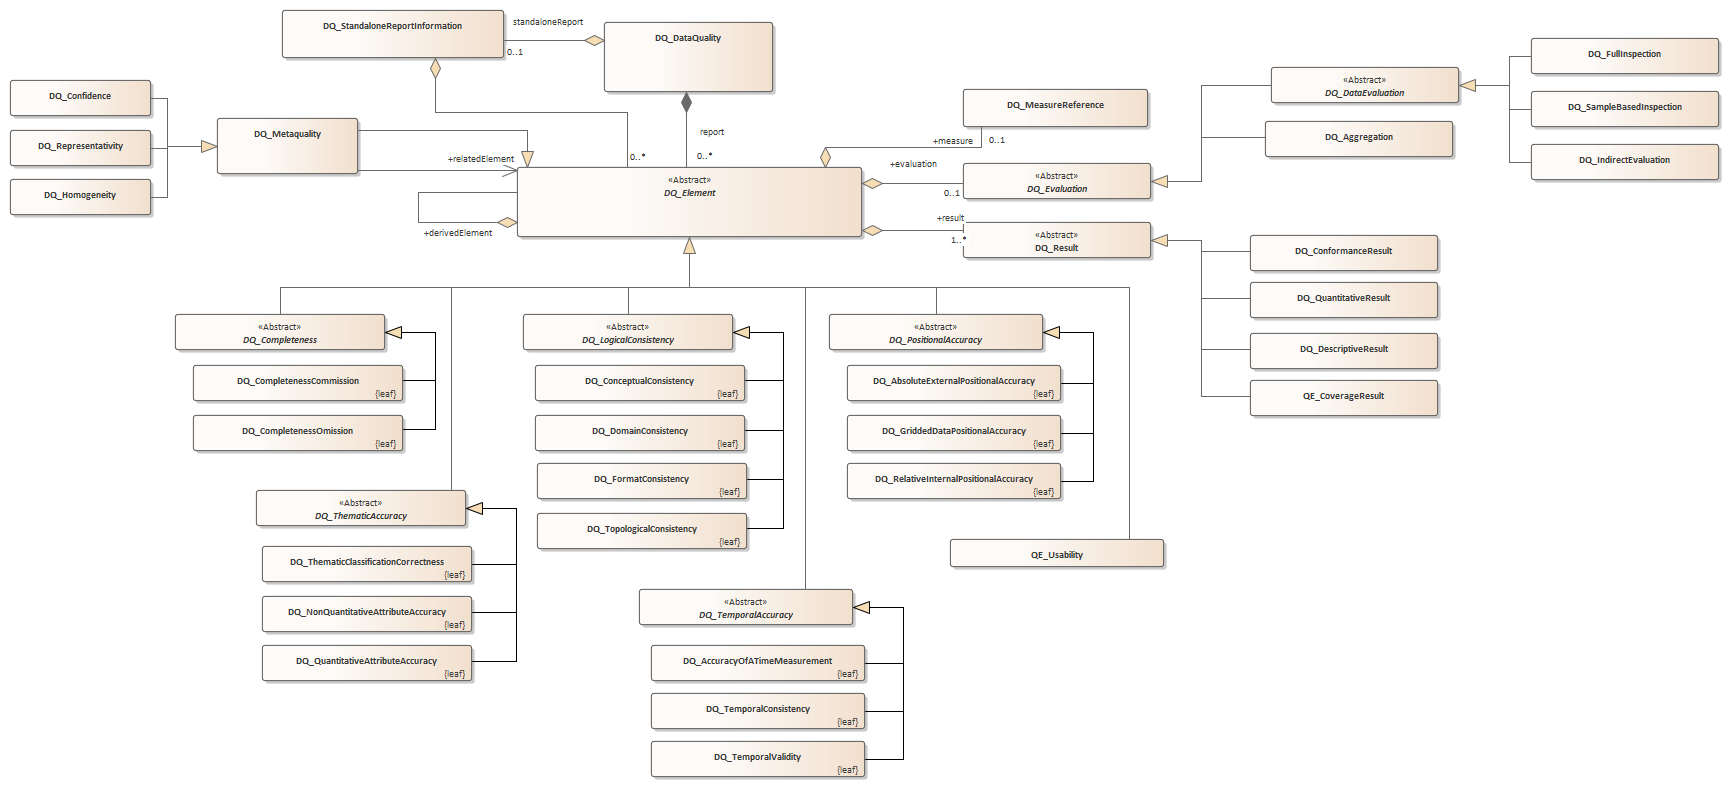 DQ_StandaloneReportInformation
standaloneReport
0..1
DQ_DataQuality
DQ_Confidence
DQ_Representativity
DQ_Homogeneity
DQ_Metaquality
+relatedElement
+derivedElement
0..*
report
0..*
«Abstract»
DQ_Element
DQ_MeasureReference
+measure
0..1
+evaluation
0..1
«Abstract»
DQ_Evaluation
+result
1..*
«Abstract»
DQ_Result
«Abstract»
DQ_DataEvaluation
DQ_Aggregation
DQ_FullInspection
DQ_SampleBasedInspection
DQ_IndirectEvaluation
DQ_ConformanceResult
DQ_QuantitativeResult
DQ_DescriptiveResult
QE_CoverageResult
«Abstract»
DQ_Completeness
DQ_CompletenessCommission
{leaf}
DQ_CompletenessOmission
{leaf}
«Abstract»
DQ_LogicalConsistency
DQ_ConceptualConsistency
{leaf}
DQ_DomainConsistency
{leaf}
DQ_FormatConsistency
{leaf}
DQ_TopologicalConsistency
{leaf}
«Abstract»
DQ_PositionalAccuracy
DQ_AbsoluteExternalPositionalAccuracy
{leaf}
DQ_GriddedDataPositionalAccuracy
{leaf}
DQ_RelativeInternalPositionalAccuracy
{leaf}
«Abstract»
DQ_ThematicAccuracy
DQ_ThematicClassificationCorrectness
{leaf}
DQ_NonQuantitativeAttributeAccuracy
{leaf}
DQ_QuantitativeAttributeAccuracy
{leaf}
QE_Usability
«Abstract»
DQ_TemporalAccuracy
DQ_AccuracyOfATimeMeasurement
{leaf}
DQ_TemporalConsistency
{leaf}
DQ_TemporalValidity
{leaf}